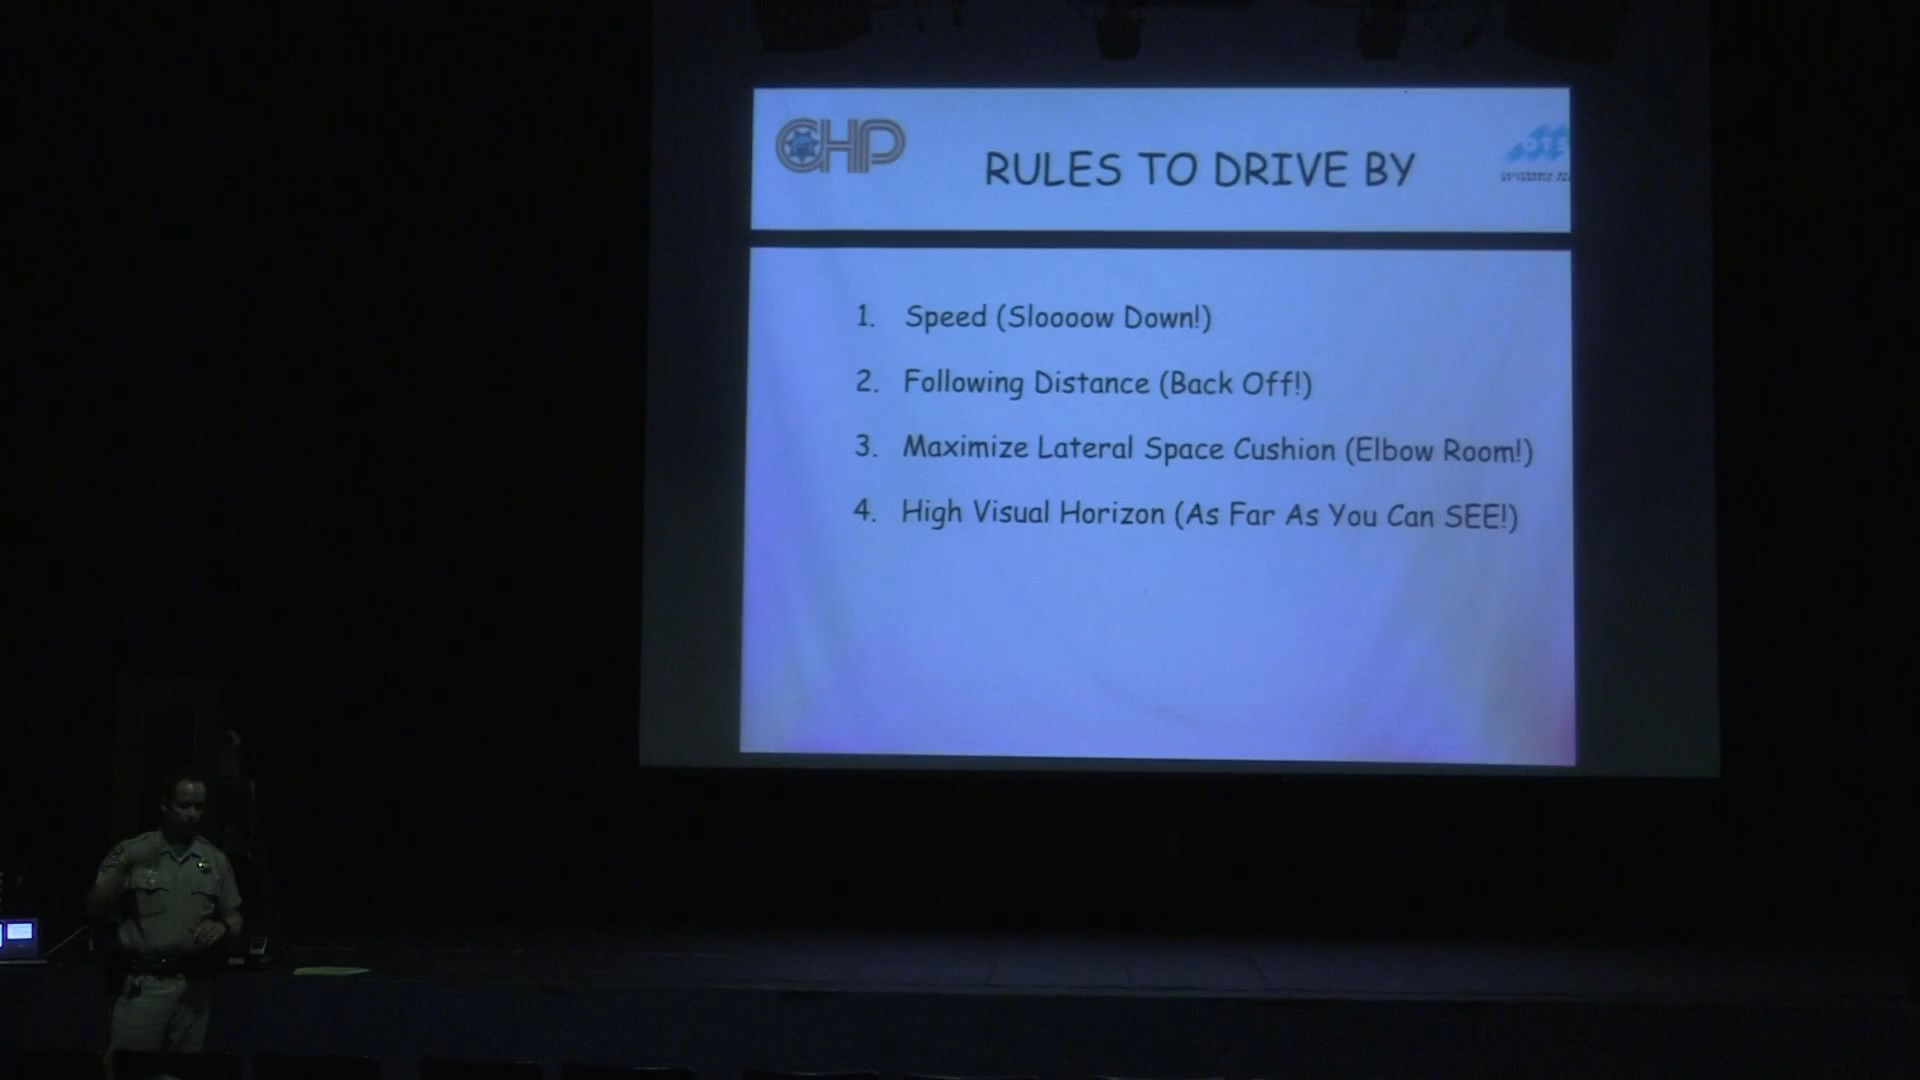 CHP
RULES TO DRIVE BY
OTS
1. Speed (Sloooow Down!)
2. Following Distance (Back Off!)
3. Maximize Lateral Space Cushion (Elbow Room!)
4. High Visual Horizon (As Far As You Can SEE!)